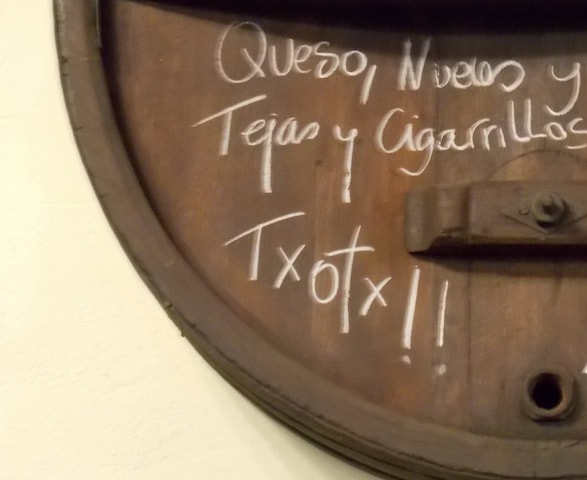 Queso, Nueces y
Tejas y Cigarrillos
Txotx!!